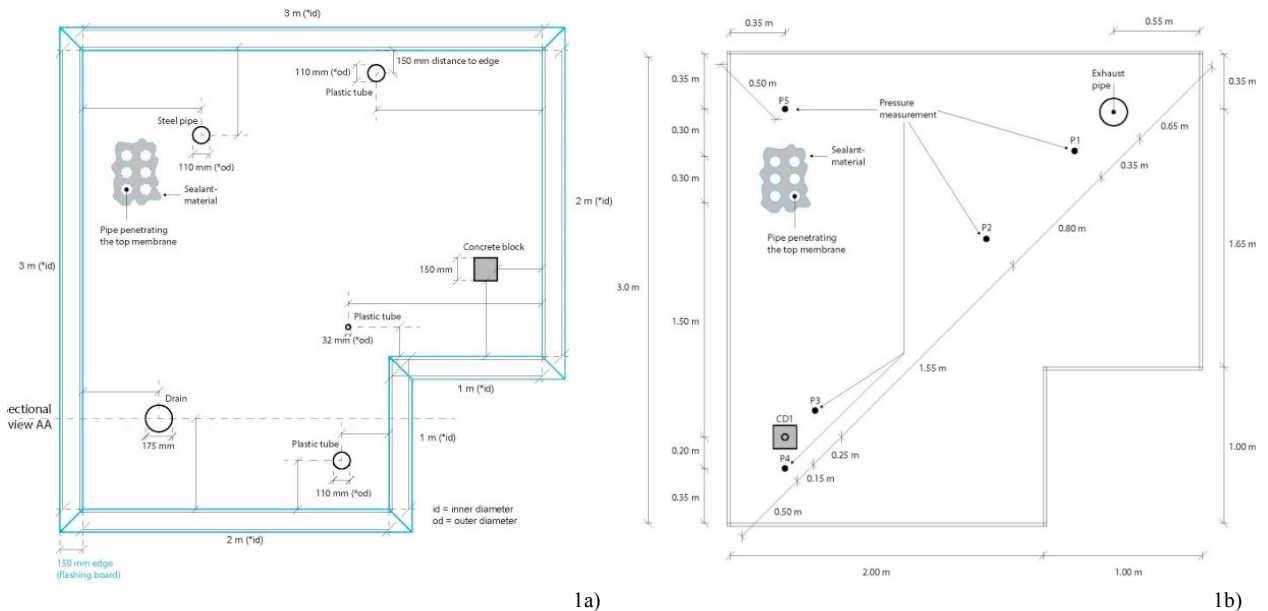 3 m (*id)
150 mm distance to edge
110 mm (*od)
Plastic tube
Steel pipe
110 mm (*od)
Sealant-
material
Pipe penetrating
the top membrane
2 m (*id)
3 m (*id)
Concrete block
150 mm
Plastic tube
32 mm (*od)
1 m (*id)
Drain
ectional
view AA
175 mm
1 m (*id)
Plastic tube
110 mm (*od)
id = inner diameter
od = outer diameter
2 m (*id)
150 mm edge
(flashing board)
1a)
0.35 m
0.55 m
0.35 m
0.50 m
Exhaust
pipe
0.35 m
P5
Pressure
measurement
0.65 m
0.30 m
P1
0.35 m
Sealant-
material
0.30 m
Pipe penetrating
the top membrane
P2
0.80 m
1.65 m
3.0 m
1.50 m
1.55 m
P3
CD1
0.20 m
P4
0.25 m
1.00 m
0.15 m
0.35 m
0.50 m
2.00 m
1.00 m
1b)